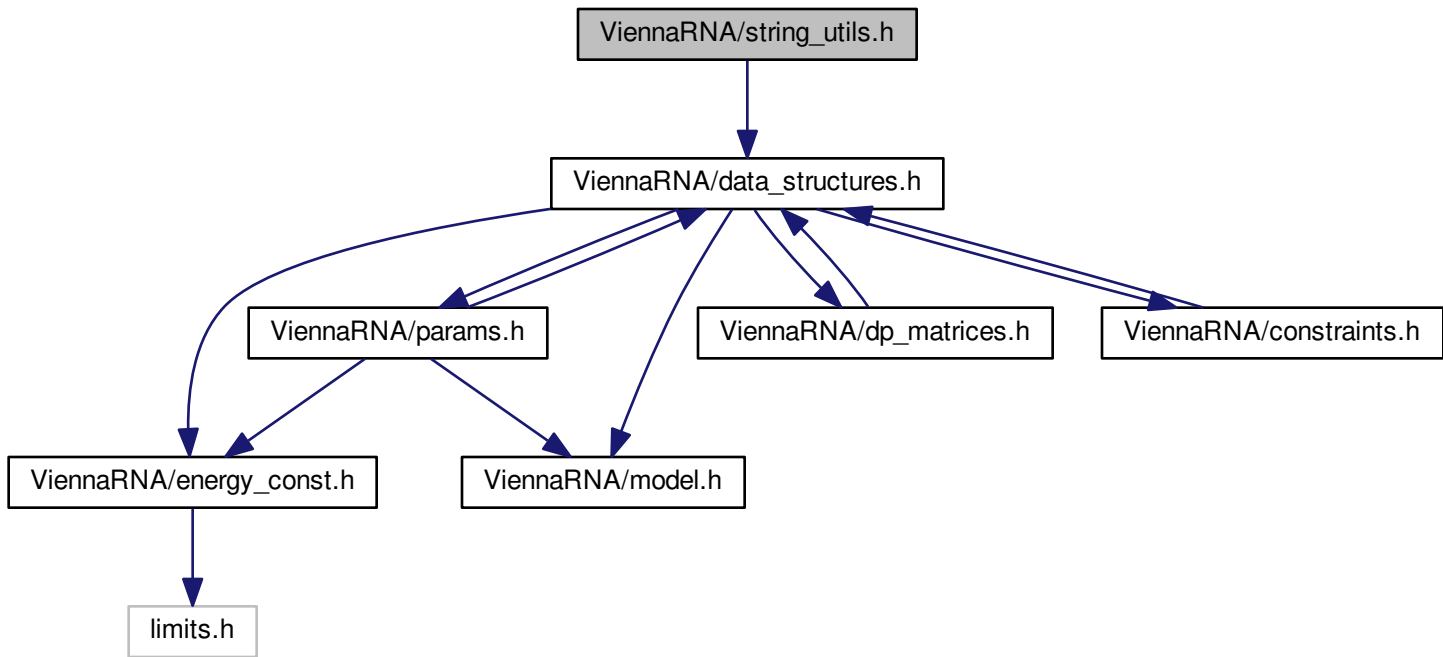 ViennaRNA/string_utils.h
ViennaRNA/data_structures.h
ViennaRNA/params.h
ViennaRNA/dp_matrices.h
ViennaRNA/constraints.h
ViennaRNA/energy_const.h
ViennaRNA/model.h
limits.h